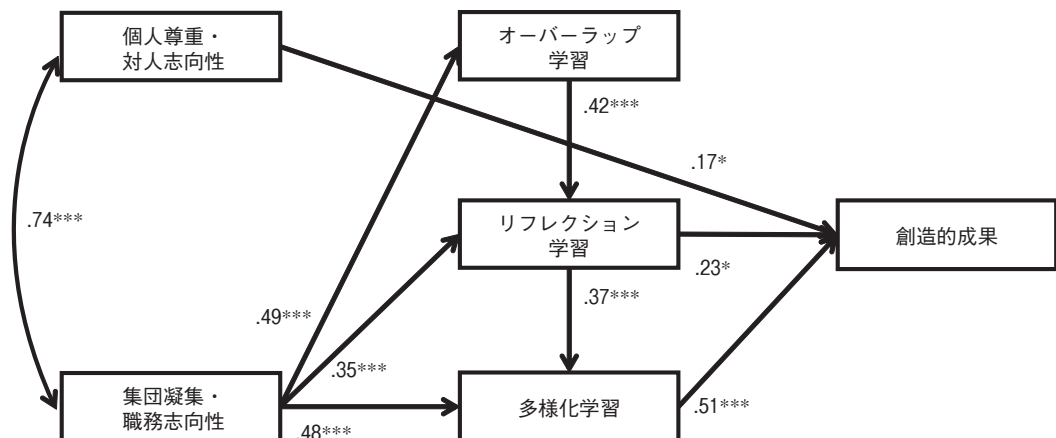 個人尊重・
対人志向性
オーバーラップ
学習
.42***
.17*
.74***
リフレクション
学習
創造的成果
.23*
.37***
.49***
.35***
集団凝集・
職務志向性
多様化学習
.51***
.48***